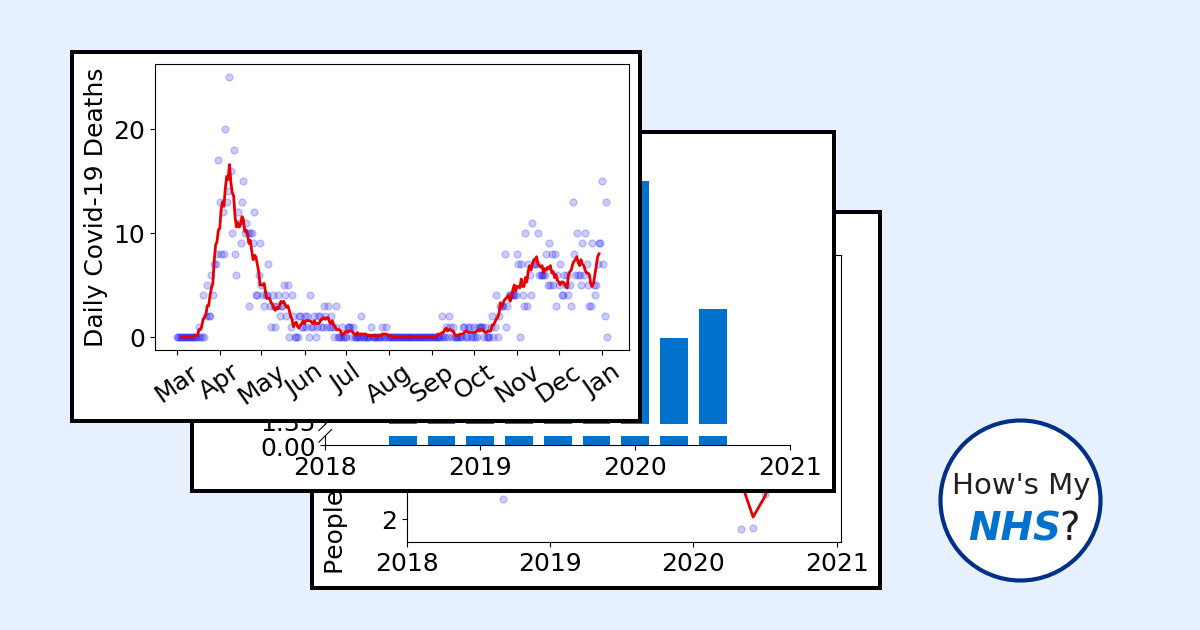 Daily Covid-19 Deaths
20
10
0
Mar Apr May Jun Jul Aug Sep Oct Nov Dec Jan
0.00
2018 2019 2020 2021
People
2
2018 2019 2020 2021
How's My
NHS?